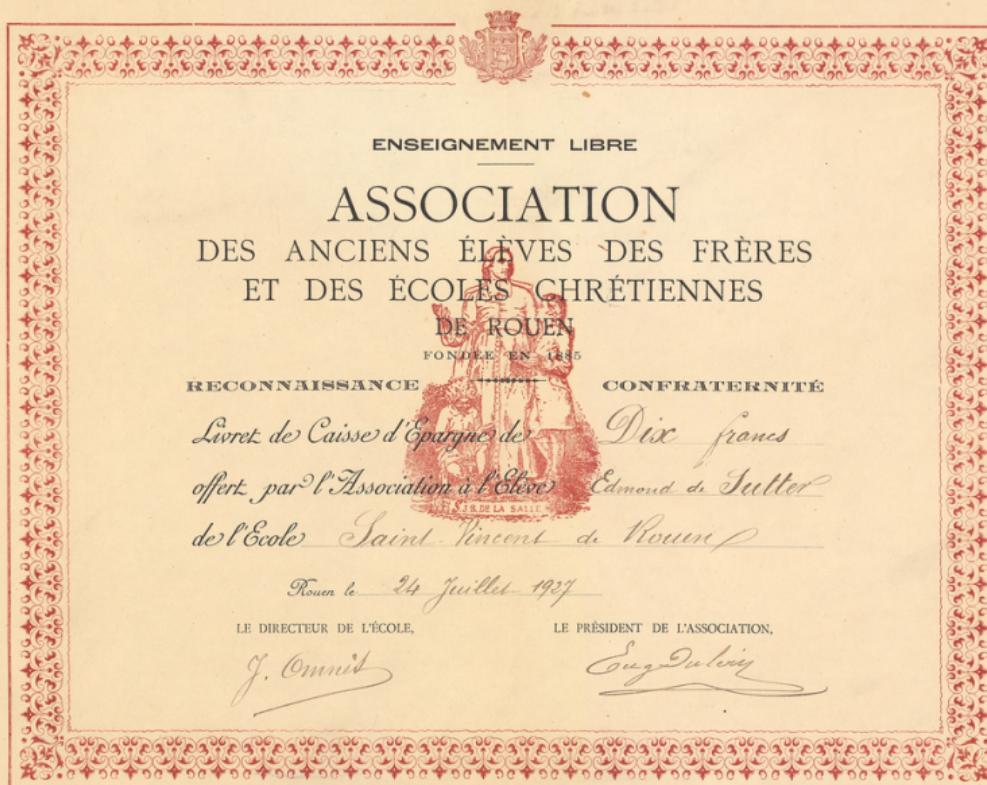 ENSEIGNEMENT LIBRE
ASSOCIATION
DES ANCIENS ÉLÈVES DES FRÈRES
ET DES ÉCOLES CHRÉTIENNES
DE ROUEN
FONDÉE EN 1885
RECONNAISSANCE CONFRATERNITÉ
Livret de Caisse d'Epargne de Dix francs
offert par l'Association à l'Elève Edmond de Sutter
de l'Ecole Saint-Vincent de Rouen
S. J. B. DE LA SALLE
Rouen le 24 Juillet 1927
LE DIRECTEUR DE L'ÉCOLE, LE PRÉSIDENT DE L'ASSOCIATION,
J.